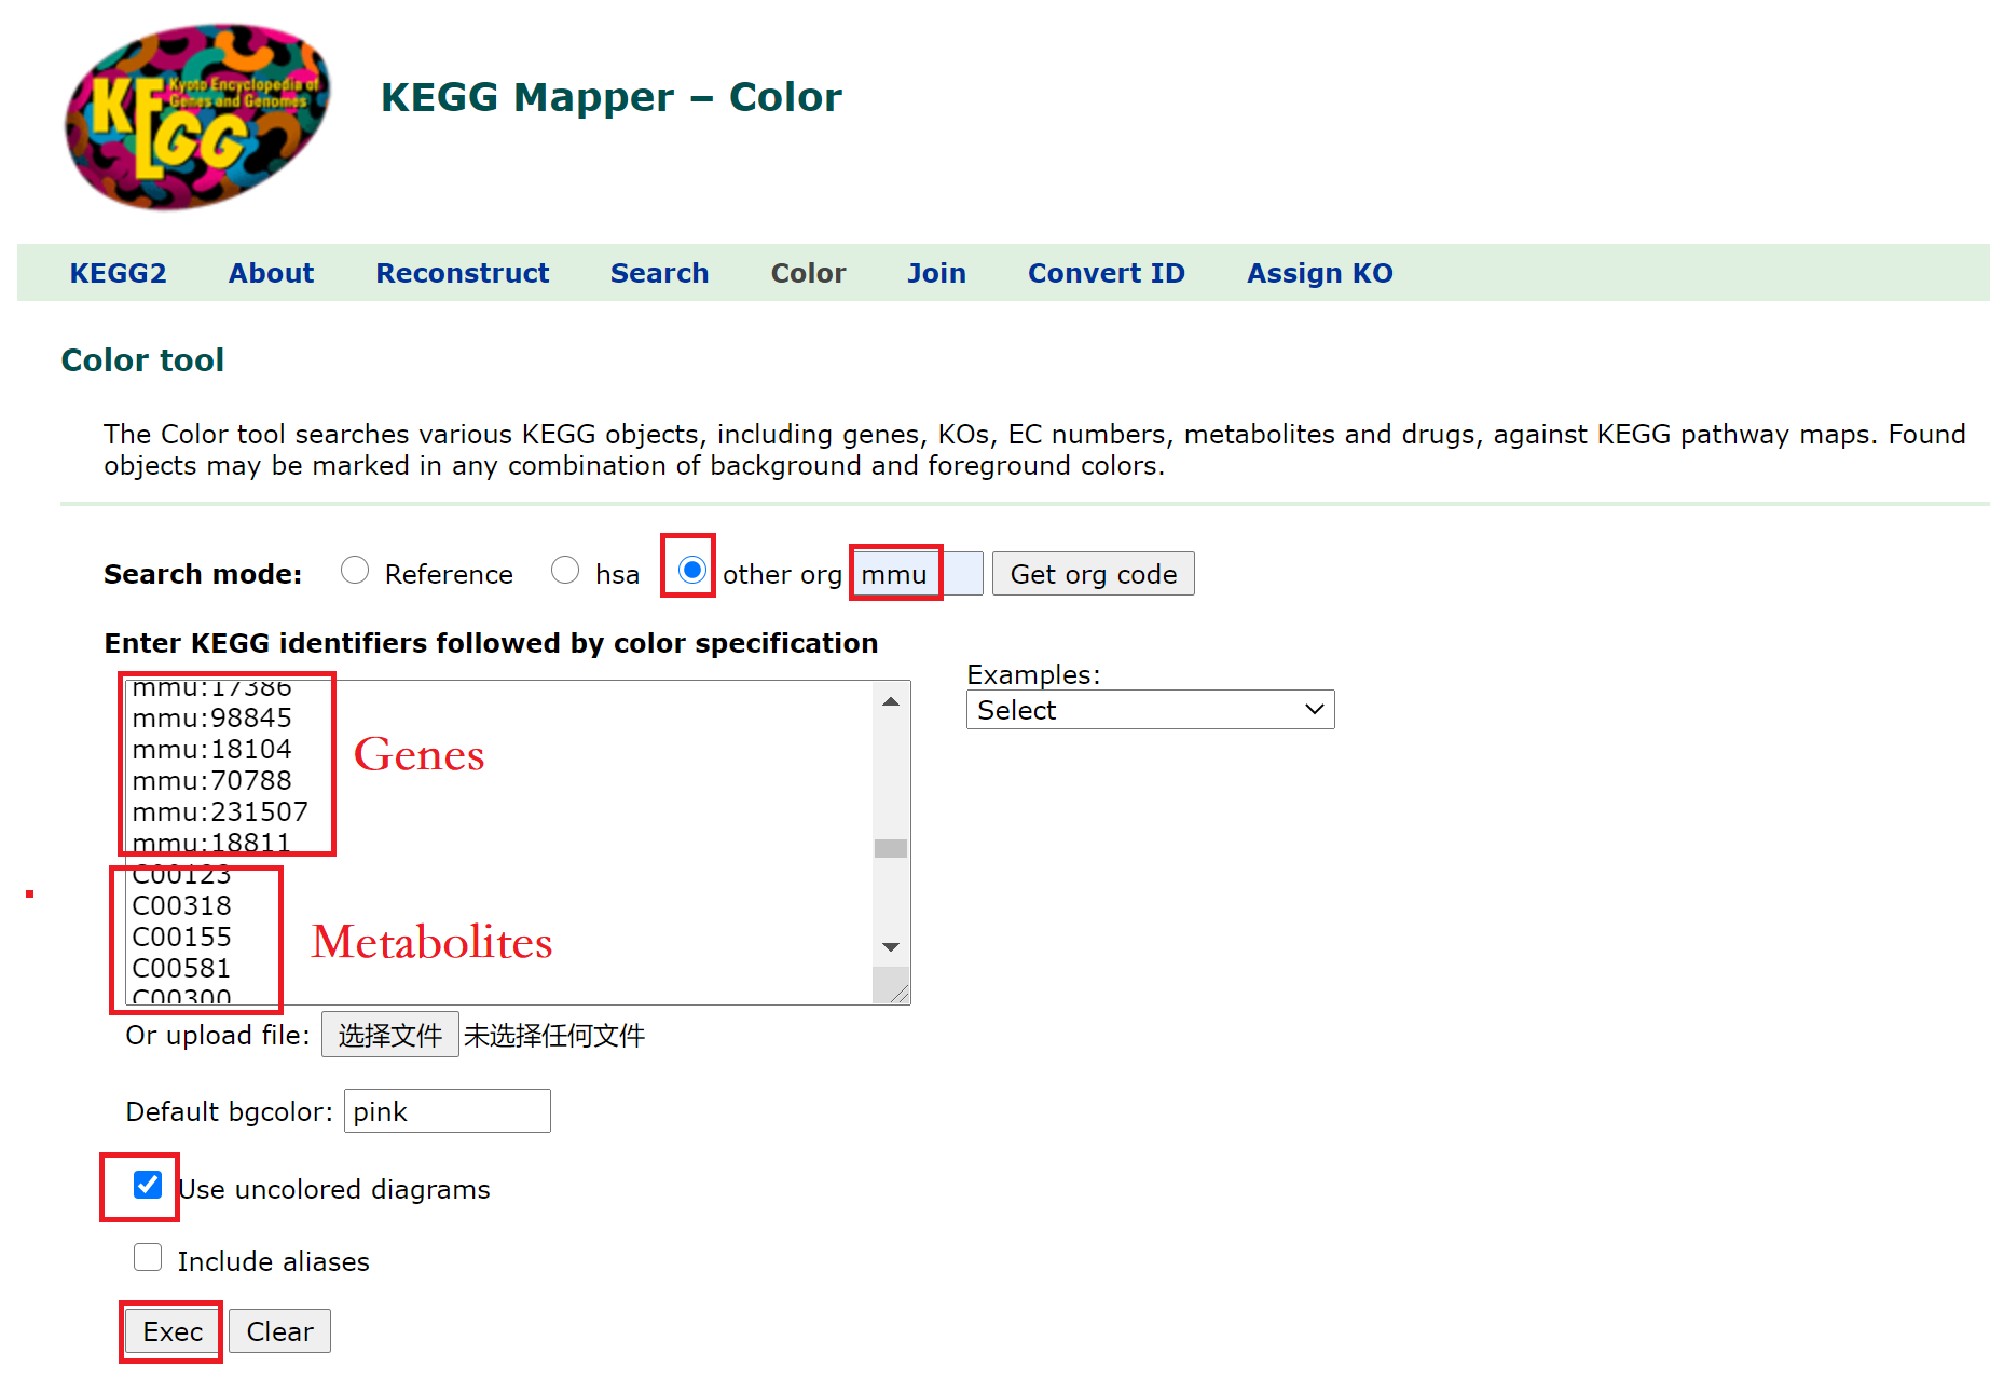 KEGG
Kyoto Encyclopedia of
Genes and Genomes
KEGG Mapper – Color
KEGG2 About Reconstruct Search Color Join Convert ID Assign KO
Color tool
The Color tool searches various KEGG objects, including genes, KOs, EC numbers, metabolites and drugs, against KEGG pathway maps. Found
objects may be marked in any combination of background and foreground colors.
Search mode: Reference hsa other org mmu Get org code
Enter KEGG identifiers followed by color specification
Examples:
Select
mmu:17386
mmu:98845
mmu:18104
mmu:70788
mmu:231507
mmu:18811
Genes
C00123
C00318
C00155
C00581
C00300
Metabolites
Or upload file: 选择文件 未选择任何文件
Default bgcolor: pink
Use uncolored diagrams
Include aliases
Exec Clear